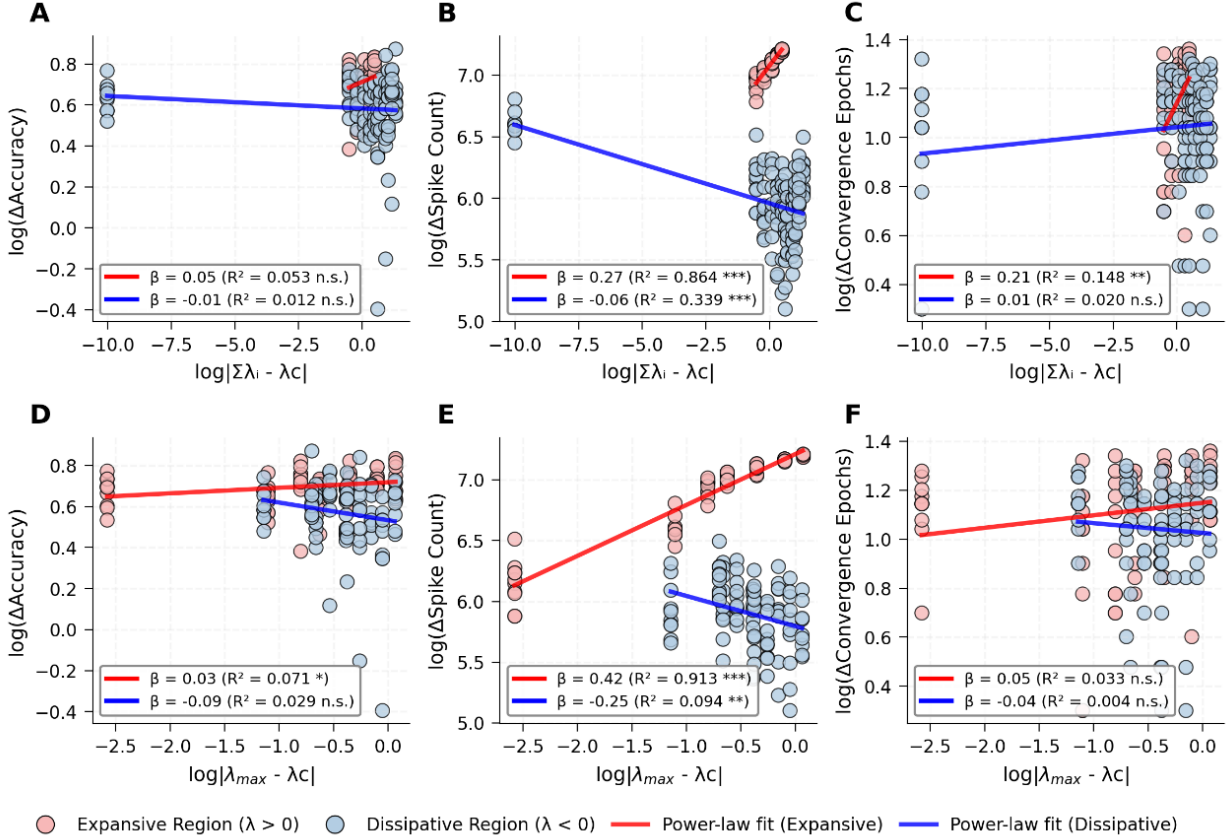 A
B
C
log(ΔAccuracy)
0.8
0.6
0.4
0.2
0.0
−0.2
−0.4
β = 0.05 (R² = 0.053 n.s.)
β = -0.01 (R² = 0.012 n.s.)
−10.0 −7.5 −5.0 −2.5 0.0
log|Σλᵢ - λc|
log(ΔSpike Count)
7.0
6.5
6.0
5.5
5.0
β = 0.27 (R² = 0.864 ***)
β = -0.06 (R² = 0.339 ***)
−10.0 −7.5 −5.0 −2.5 0.0
log|Σλᵢ - λc|
log(ΔConvergence Epochs)
1.4
1.2
1.0
0.8
0.6
0.4
β = 0.21 (R² = 0.148 **)
β = 0.01 (R² = 0.020 n.s.)
−10.0 −7.5 −5.0 −2.5 0.0
log|Σλᵢ - λc|
D
E
F
log(ΔAccuracy)
0.8
0.6
0.4
0.2
0.0
−0.2
−0.4
β = 0.03 (R² = 0.071 *)
β = -0.09 (R² = 0.029 n.s.)
−2.5 −2.0 −1.5 −1.0 −0.5 0.0
log|λmax - λc|
log(ΔSpike Count)
7.0
6.5
6.0
5.5
5.0
β = 0.42 (R² = 0.913 ***)
β = -0.25 (R² = 0.094 **)
−2.5 −2.0 −1.5 −1.0 −0.5 0.0
log|λmax - λc|
log(ΔConvergence Epochs)
1.4
1.2
1.0
0.8
0.6
0.4
β = 0.05 (R² = 0.033 n.s.)
β = -0.04 (R² = 0.004 n.s.)
−2.5 −2.0 −1.5 −1.0 −0.5 0.0
log|λmax - λc|
Expansive Region (λ > 0) Dissipative Region (λ < 0) Power-law fit (Expansive) Power-law fit (Dissipative)